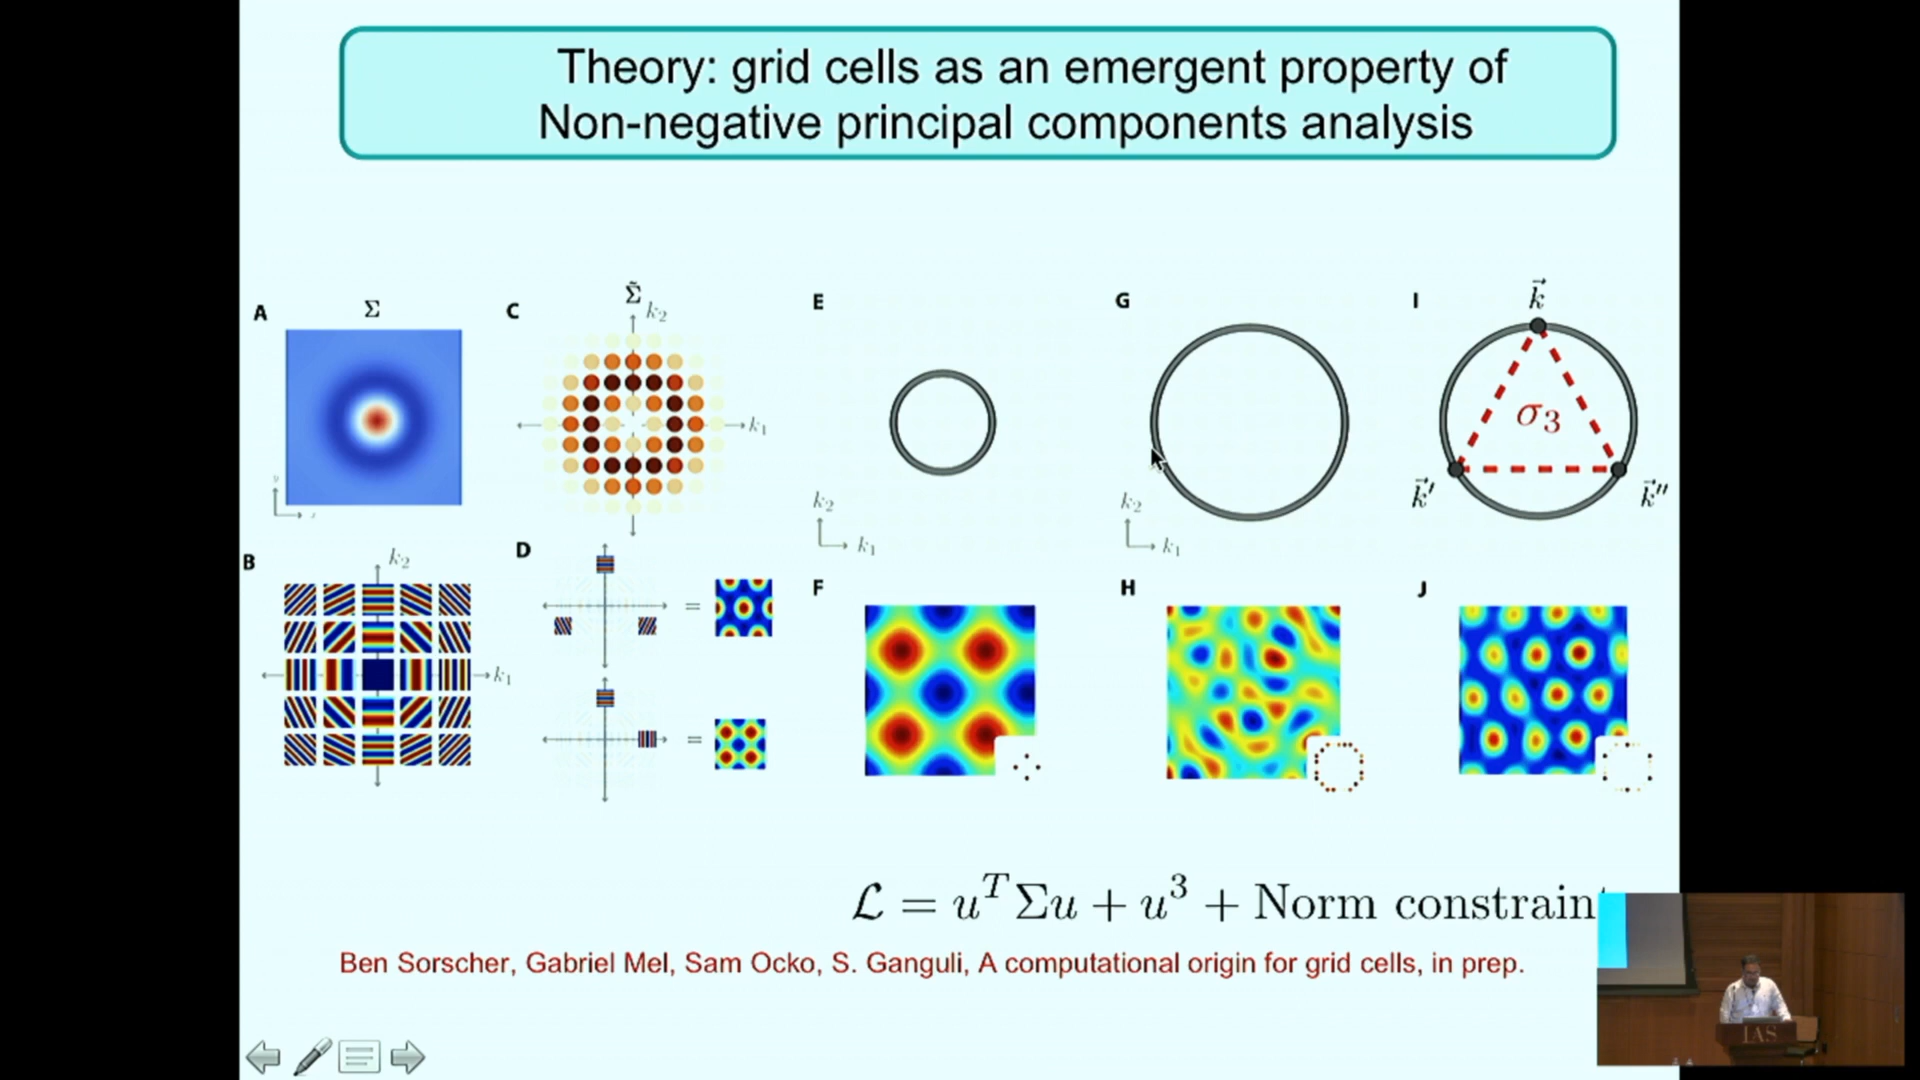 Theory: grid cells as an emergent property of
Non-negative principal components analysis
A
Σ
C
Σ̃
k₂
k₁
E
k₂
k₁
G
k₂
k₁
I
k⃗
σ₃
k⃗′
k⃗″
B
k₂
k₁
D
=
=
F
H
J
ℒ = uᵀΣu + u³ + Norm constrain
Ben Sorscher, Gabriel Mel, Sam Ocko, S. Ganguli, A computational origin for grid cells, in prep.
IAS